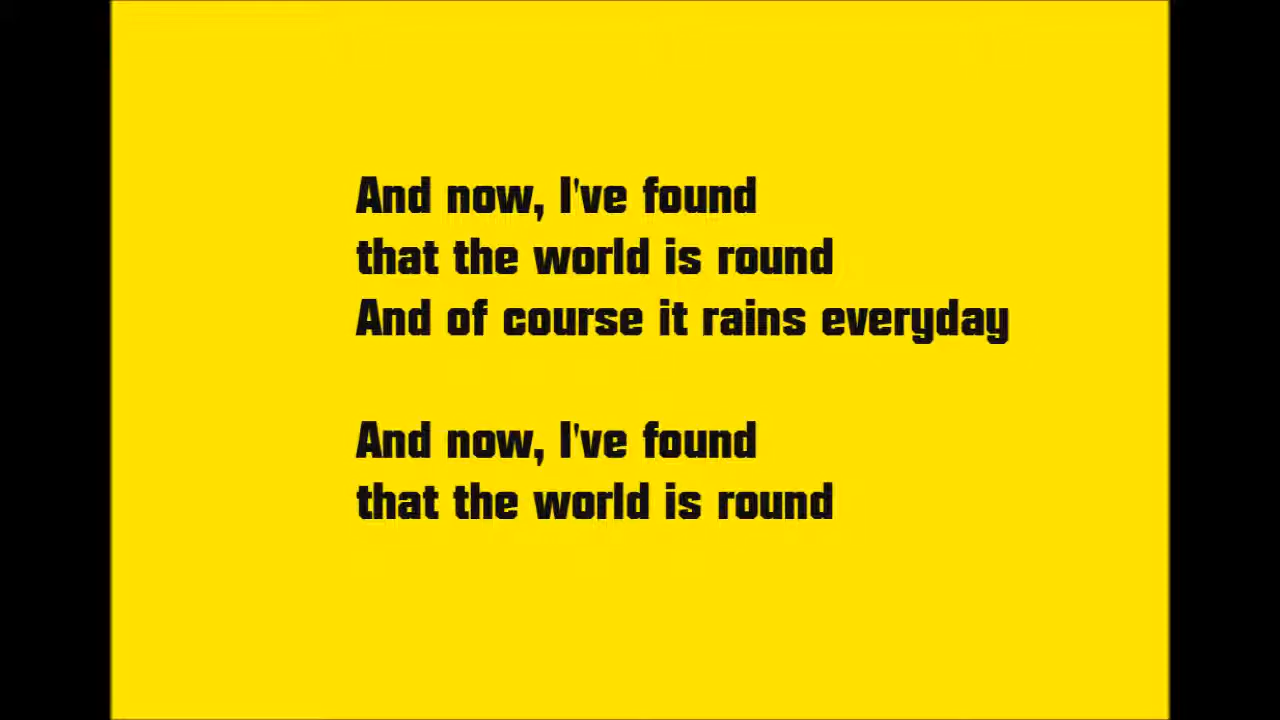 And now, I've found
that the world is round
And of course it rains everyday
And now, I've found
that the world is round